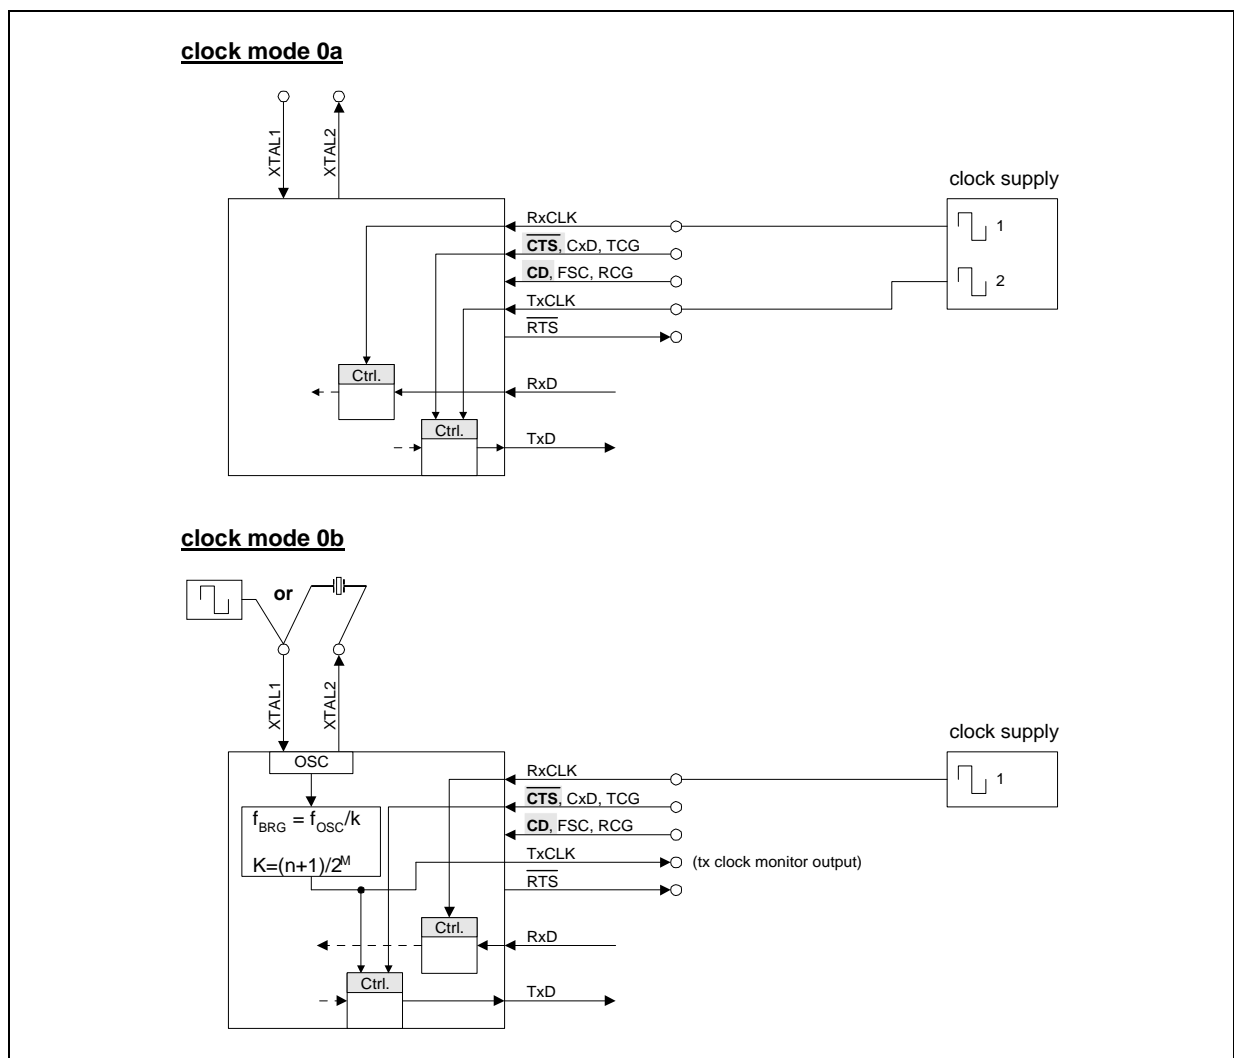 clock mode 0a
XTAL1
XTAL2
clock supply
RxCLK
1
CTS, CxD, TCG
CD, FSC, RCG
2
TxCLK
RTS
Ctrl.
RxD
Ctrl.
TxD
clock mode 0b
or
XTAL1
XTAL2
clock supply
OSC
RxCLK
1
CTS, CxD, TCG
fBRG = fOSC/k
CD, FSC, RCG
K=(n+1)/2^M
TxCLK
(tx clock monitor output)
RTS
Ctrl.
RxD
Ctrl.
TxD